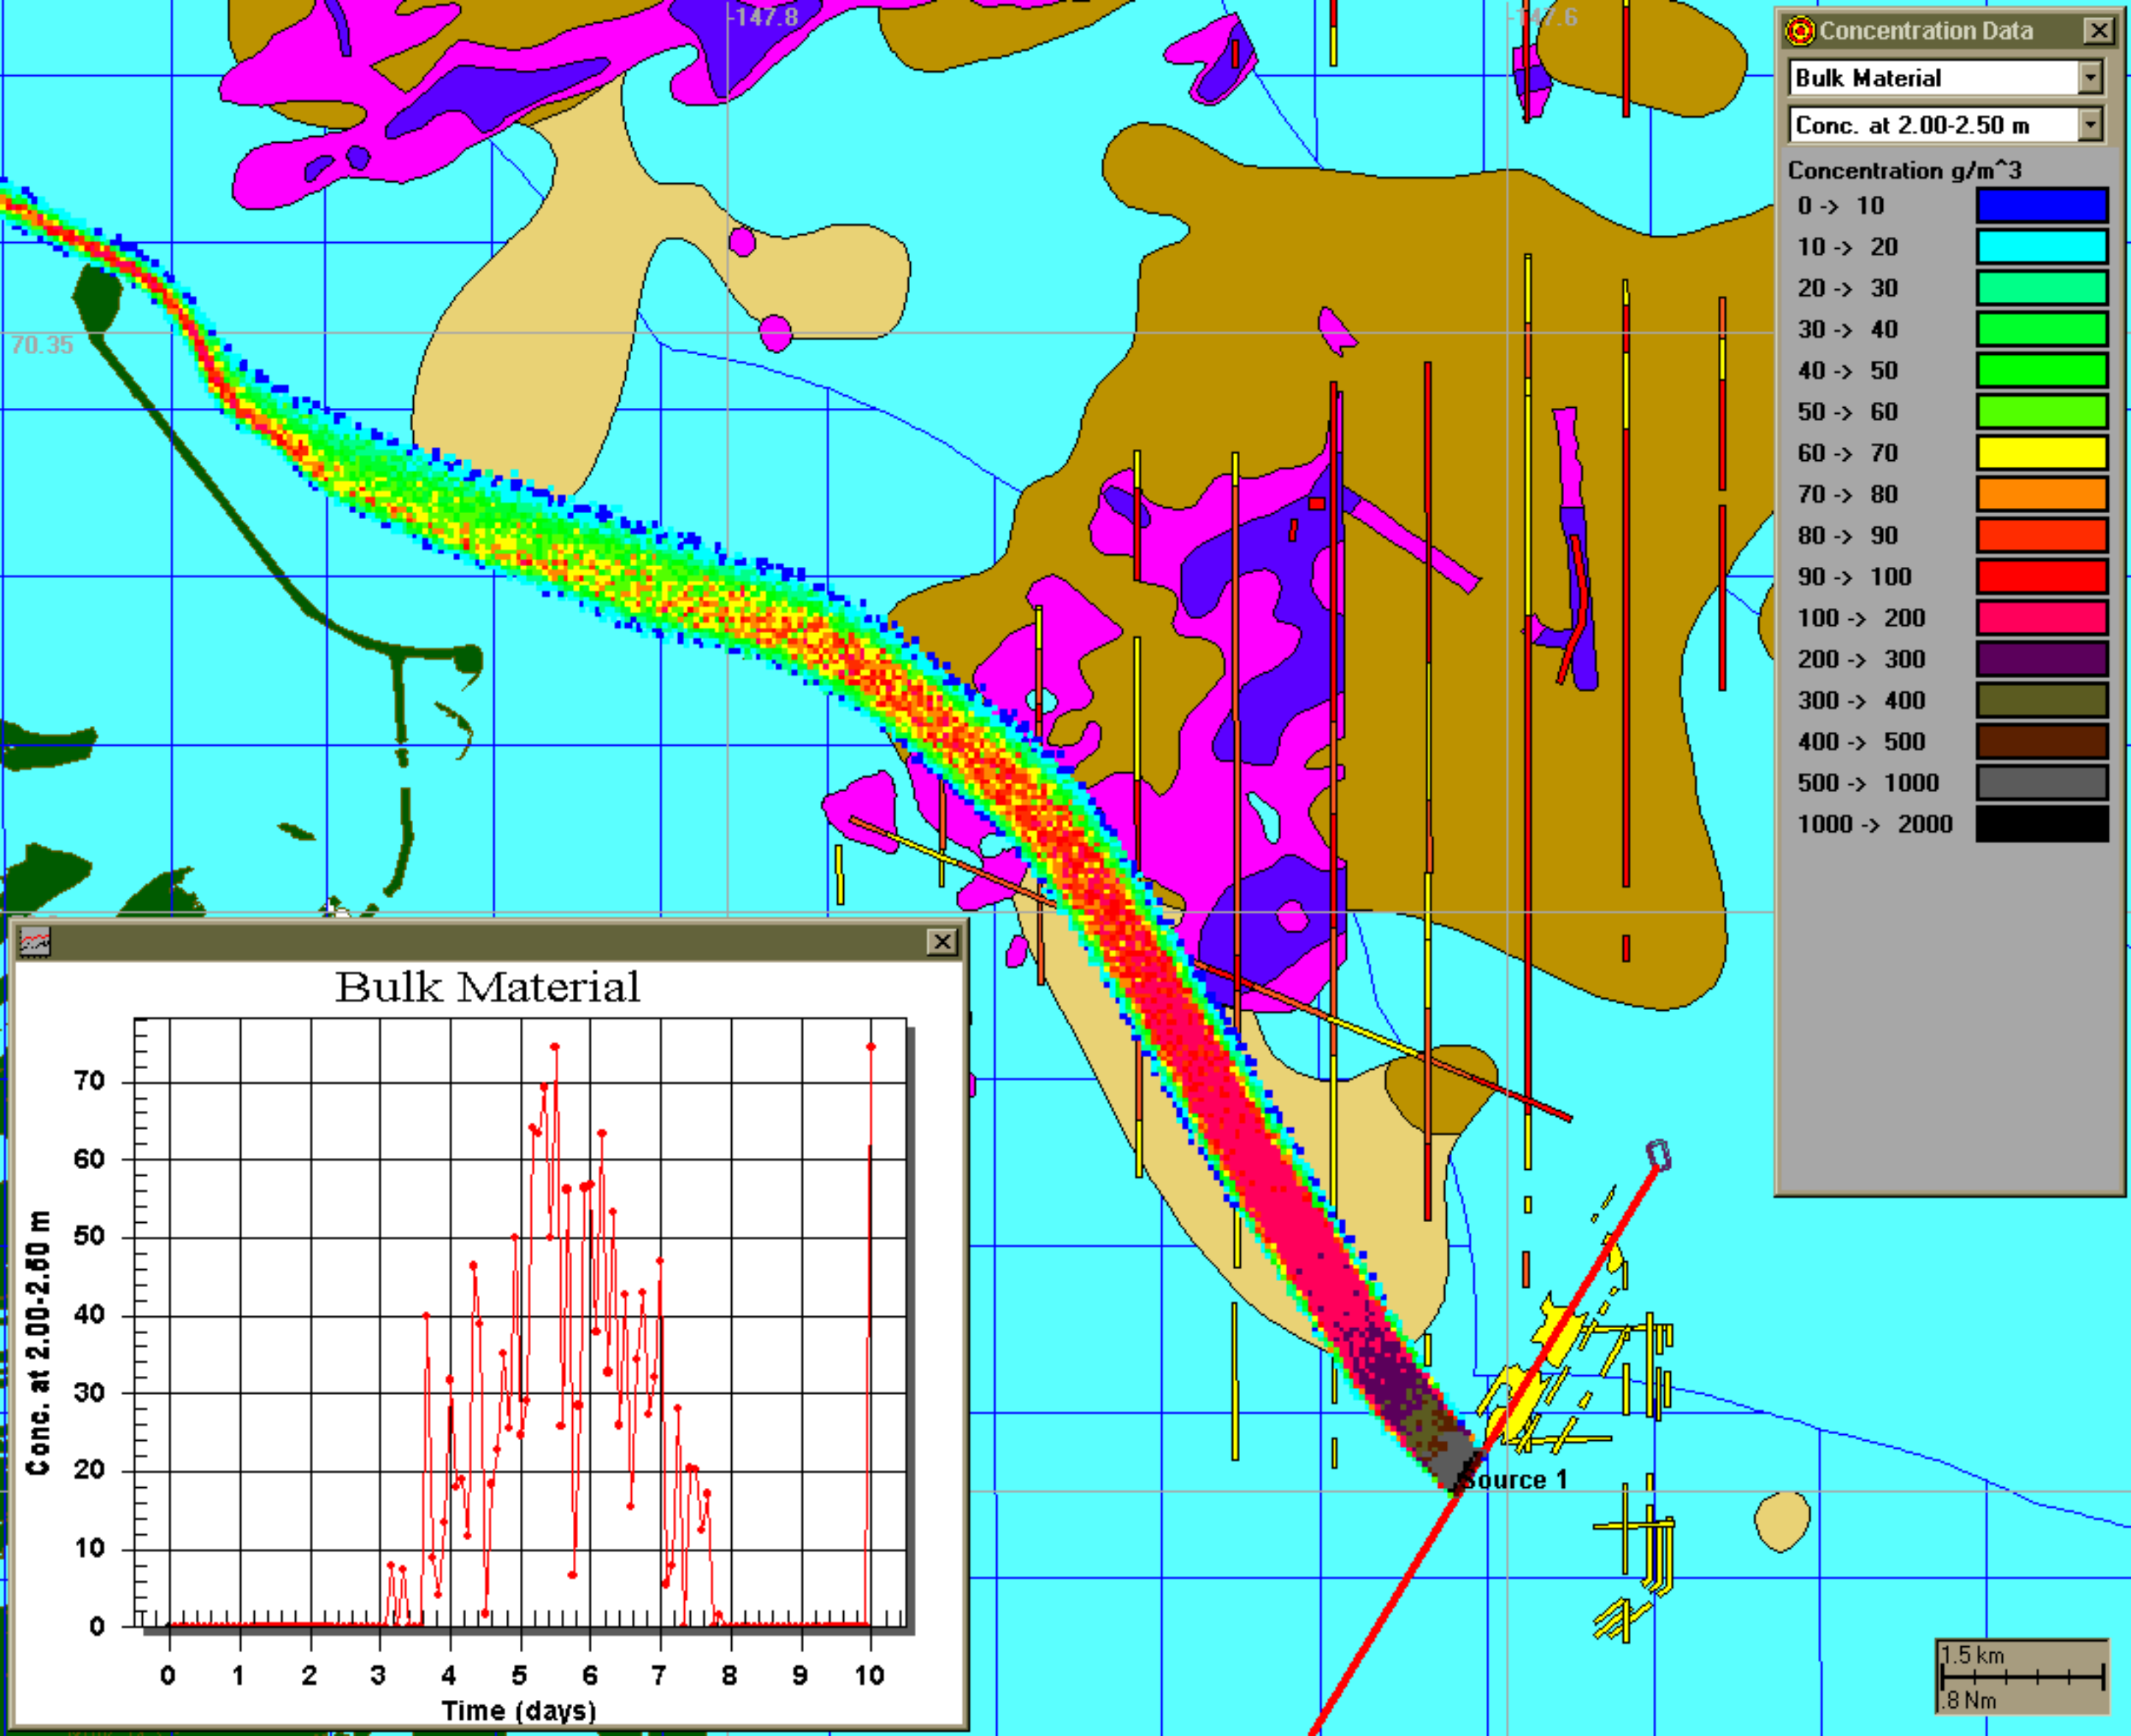 -147.8
-147.6
70.35
Source 1
Concentration Data
Bulk Material
Conc. at 2.00-2.50 m
Concentration g/m^3
0 -> 10
10 -> 20
20 -> 30
30 -> 40
40 -> 50
50 -> 60
60 -> 70
70 -> 80
80 -> 90
90 -> 100
100 -> 200
200 -> 300
300 -> 400
400 -> 500
500 -> 1000
1000 -> 2000
Bulk Material
Conc. at 2.00-2.50 m
70
60
50
40
30
20
10
0
0 1 2 3 4 5 6 7 8 9 10
Time (days)
1.5 km
.8 Nm